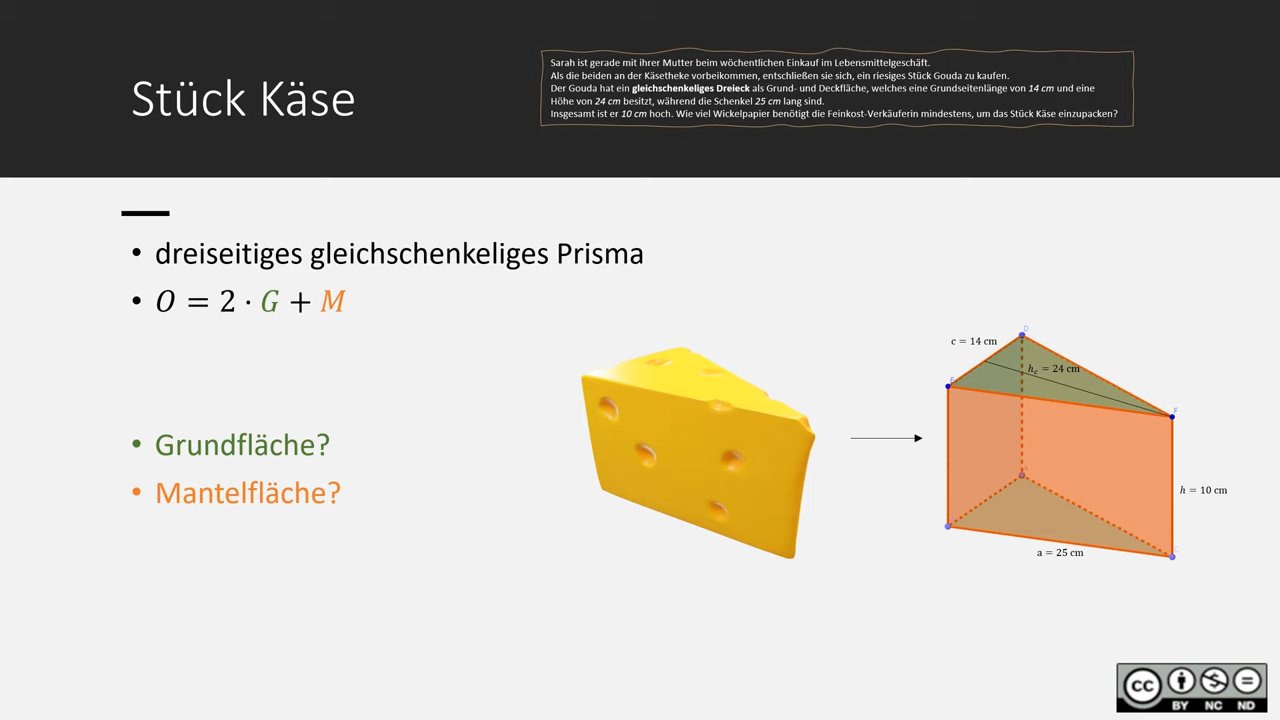 Stück Käse
Sarah ist gerade mit ihrer Mutter beim wöchentlichen Einkauf im Lebensmittelgeschäft.
Als die beiden an der Käsetheke vorbeikommen, entschließen sie sich, ein riesiges Stück Gouda zu kaufen.
Der Gouda hat ein gleichschenkeliges Dreieck als Grund- und Deckfläche, welches eine Grundseitenlänge von 14 cm und eine
Höhe von 24 cm besitzt, während die Schenkel 25 cm lang sind.
Insgesamt ist er 10 cm hoch. Wie viel Wickelpapier benötigt die Feinkost-Verkäuferin mindestens, um das Stück Käse einzupacken?
• dreiseitiges gleichschenkeliges Prisma
• O = 2 · G + M
• Grundfläche?
• Mantelfläche?
D
c = 14 cm
h_c = 24 cm
F
h = 10 cm
a = 25 cm
CC
BY NC ND